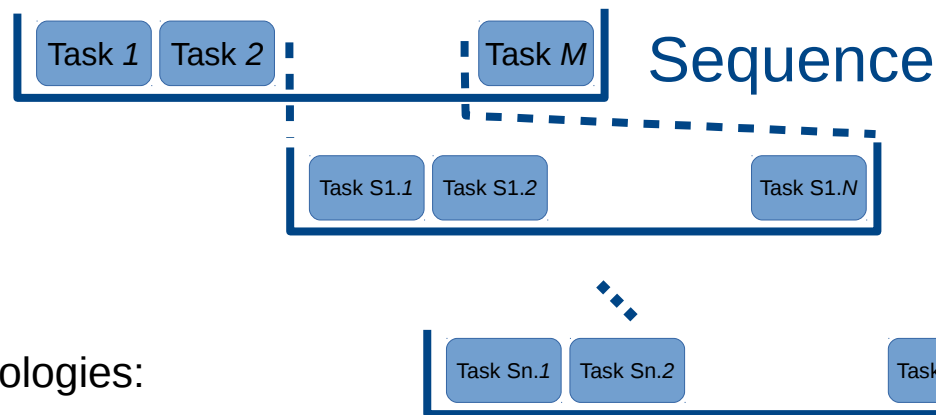 Task 1 Task 2 Task M Sequence
Task S1.1 Task S1.2 Task S1.N
Task Sn.1 Task Sn.2 Task
ologies: